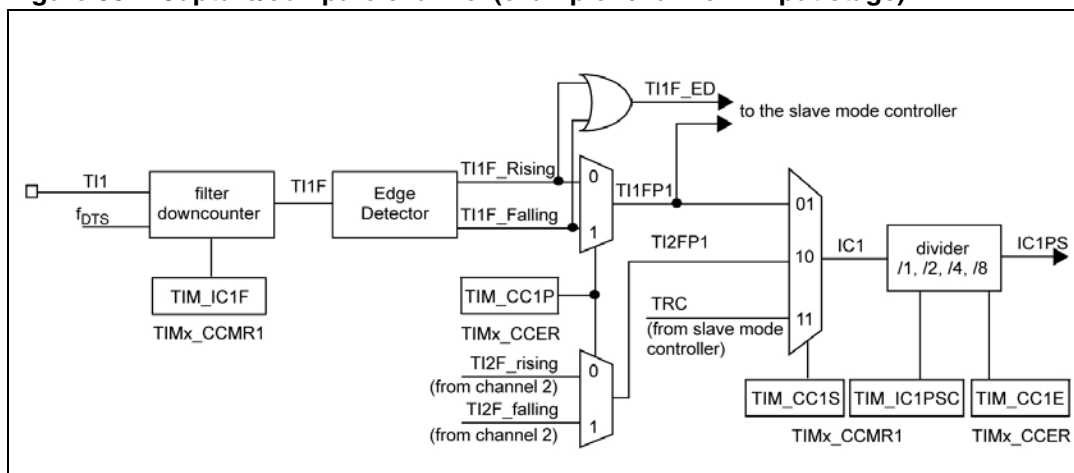 TI1F_ED
to the slave mode controller
TI1
fDTS
filter
downcounter
TI1F
Edge
Detector
TI1F_Rising
TI1F_Falling
0
1
TI1FP1
01
TI2FP1
10
IC1
divider
/1, /2, /4, /8
IC1PS
TRC
(from slave mode
controller)
11
TIM_IC1F
TIMx_CCMR1
TIM_CC1P
TIMx_CCER
TI2F_rising
(from channel 2)
TI2F_falling
(from channel 2)
0
1
TIM_CC1S
TIM_IC1PSC
TIM_CC1E
TIMx_CCMR1
TIMx_CCER